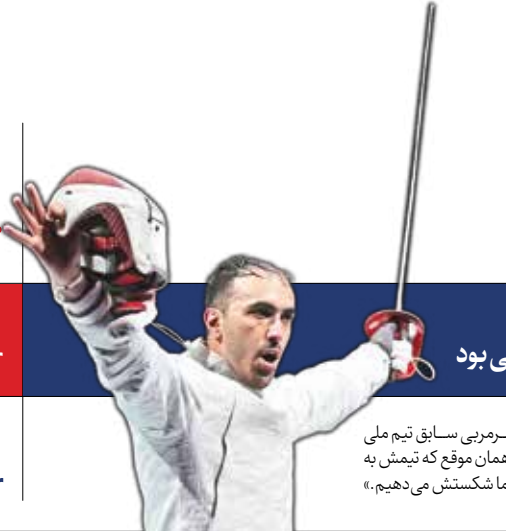 ی بود
ـرمربی سـابق تیم ملی
همان موقع که تیمش به
ما شکستش می‌دهیم.»